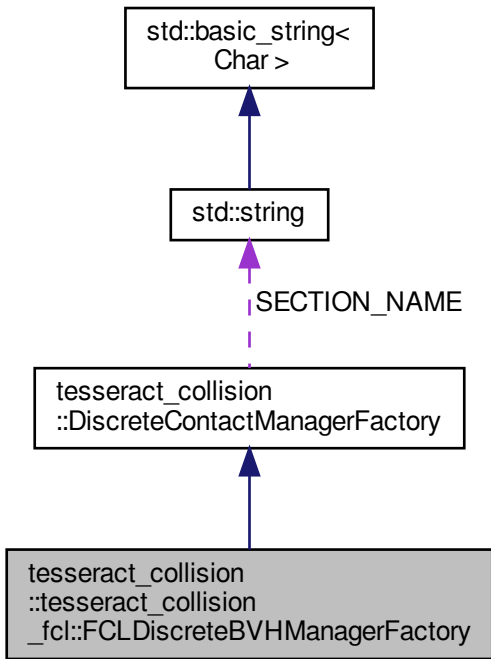 std::basic_string<
Char >
std::string
SECTION_NAME
tesseract_collision
::DiscreteContactManagerFactory
tesseract_collision
::tesseract_collision
_fcl::FCLDiscreteBVHManagerFactory